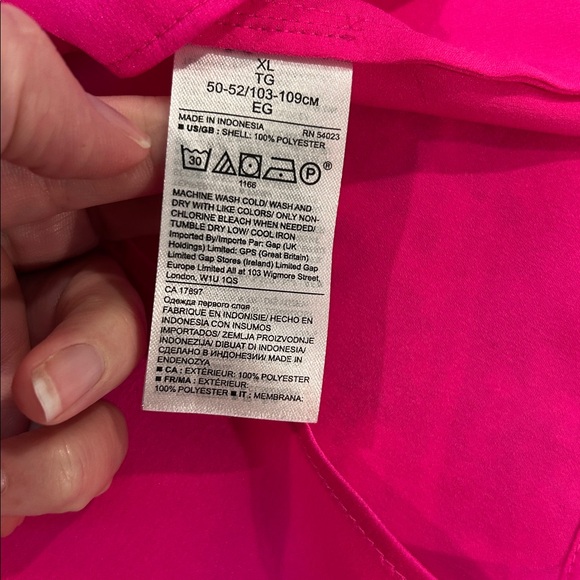 XL
TG
50-52/103-109см
EG
MADE IN INDONESIA RN 54023
■ US/GB : SHELL: 100% POLYESTER
30 P ®
1166
MACHINE WASH COLD/ WASH AND
DRY WITH LIKE COLORS/ ONLY NON-
CHLORINE BLEACH WHEN NEEDED/
TUMBLE DRY LOW/ COOL IRON
Imported By/Imports Par: Gap (UK
Holdings) Limited: GPS (Great Britain)
Limited Gap Stores (Ireland) Limited Gap
Europe Limited All at 103 Wigmore Street,
London, W1U 1QS
CA 17897
Одежда первого слоя
FABRIQUE EN INDONISIE/ HECHO EN
INDONESIA CON INSUMOS
IMPORTADOS/ ZEMLJA PROIZVODNJE
INDONEZIJA/ DIBUAT DI INDONESIA/
СДЕЛАНО В ИНДОНЕЗИИ/ MADE IN
ENDENOZYA
■ CA : EXTÉRIEUR: 100% POLYESTER
■ FR/MA : EXTÉRIEUR:
100% POLYESTER ■ IT : MEMBRANA: